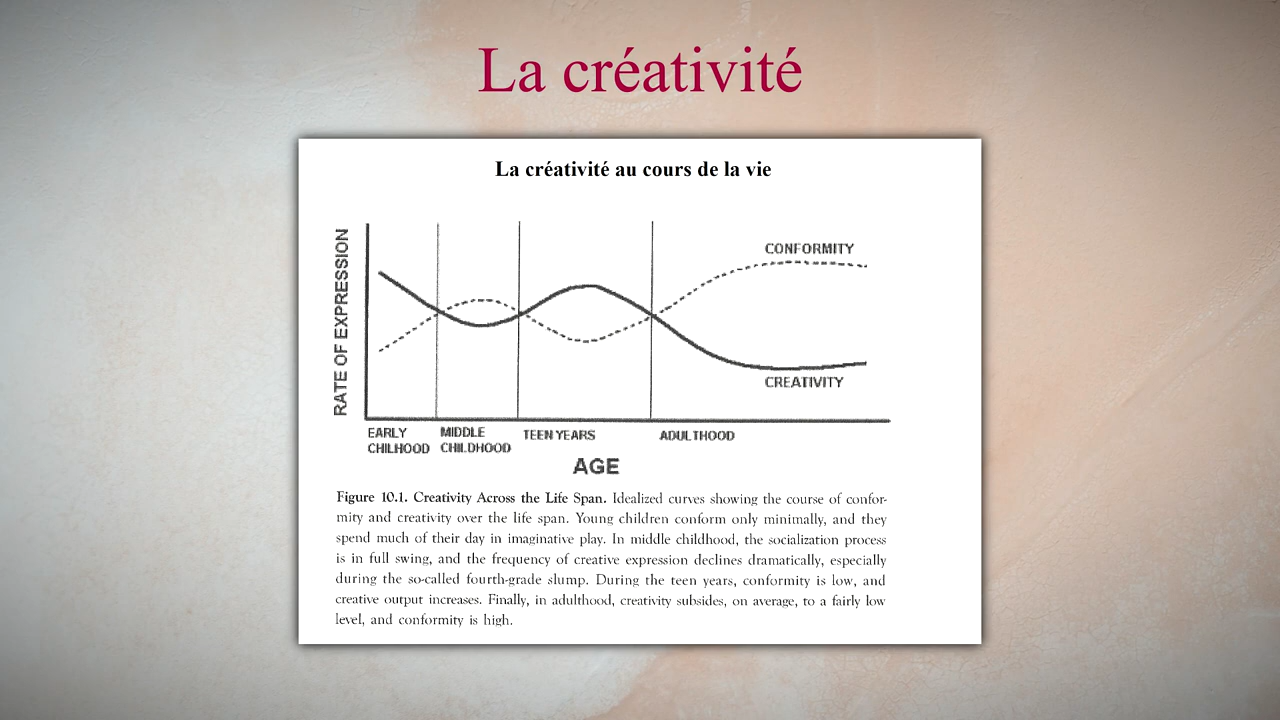 La créativité
La créativité au cours de la vie
RATE OF EXPRESSION
CONFORMITY
CREATIVITY
EARLY
CHILHOOD
MIDDLE
CHILDHOOD
TEEN YEARS
ADULTHOOD
AGE
Figure 10.1. Creativity Across the Life Span. Idealized curves showing the course of confor-
mity and creativity over the life span. Young children conform only minimally, and they
spend much of their day in imaginative play. In middle childhood, the socialization process
is in full swing, and the frequency of creative expression declines dramatically, especially
during the so-called fourth-grade slump. During the teen years, conformity is low, and
creative output increases. Finally, in adulthood, creativity subsides, on average, to a fairly low
level, and conformity is high.